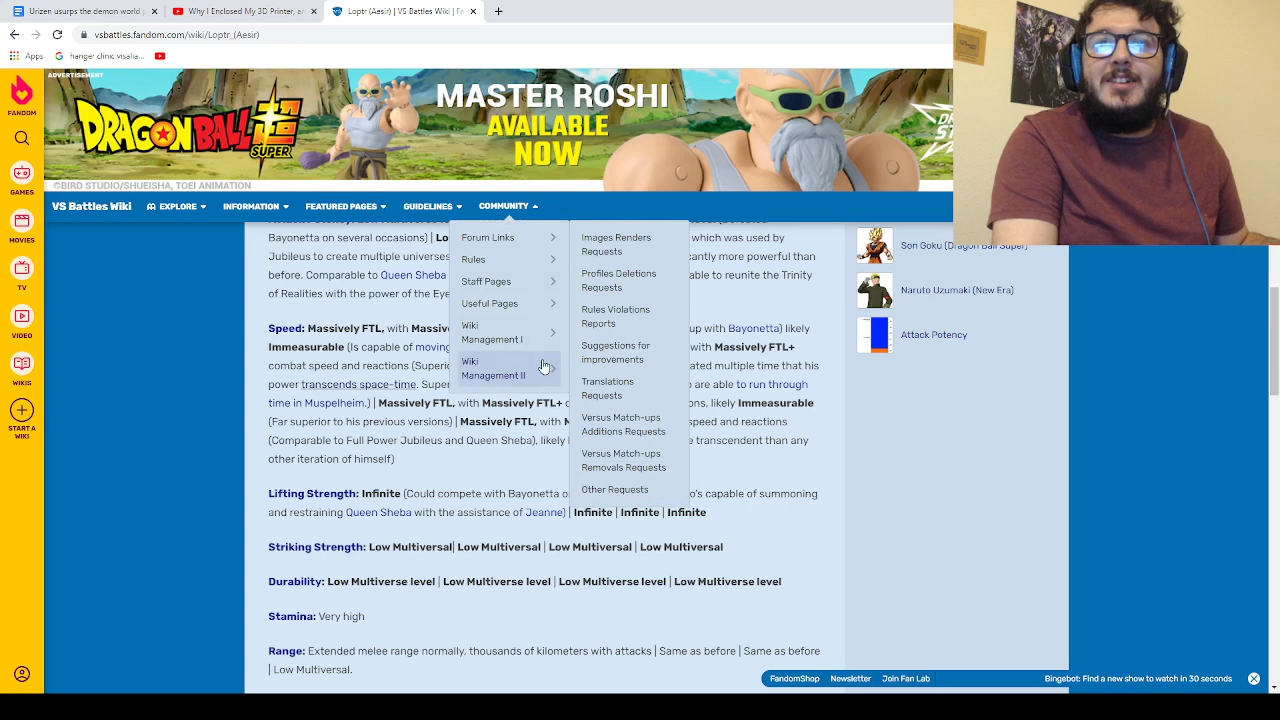 Urizen usurps the demon world p
Why I Enclosed My 3D Printer, ar
Loptr (Aesir) | VS Battles Wiki | Fa
vsbattles.fandom.com/wiki/Loptr_(Aesir)
Apps
hanger clinic visalia...
ADVERTISEMENT
DRAGON BALL
SUPER
MASTER ROSHI
AVAILABLE
NOW
©BIRD STUDIO/SHUEISHA, TOEI ANIMATION
FANDOM
GAMES
MOVIES
TV
VIDEO
WIKIS
START A
WIKI
VS Battles Wiki
EXPLORE
INFORMATION
FEATURED PAGES
GUIDELINES
COMMUNITY
Forum Links
Rules
Staff Pages
Useful Pages
Wiki
Management I
Wiki
Management II
Images Renders
Requests
Profiles Deletions
Requests
Rules Violations
Reports
Suggestions for
improvements
Translations
Requests
Versus Match-ups
Additions Requests
Versus Match-ups
Removals Requests
Other Requests
Bayonetta on several occasions) | Lo which was used by
Jubileus to create multiple universes cantly more powerful than
before. Comparable to Queen Sheba able to reunite the Trinity
of Realities with the power of the Eye
Speed: Massively FTL, with Massiv up with Bayonetta) likely
Immeasurable (Is capable of moving with Massively FTL+
combat speed and reactions (Superio ated multiple time that his
power transcends space-time. Super are able to run through
time in Muspelheim.) | Massively FTL, with Massively FTL+ ons, likely Immeasurable
(Far superior to his previous versions) | Massively FTL, with M speed and reactions
(Comparable to Full Power Jubileus and Queen Sheba), likely e transcendent than any
other iteration of himself)
Lifting Strength: Infinite (Could compete with Bayonetta o o's capable of summoning
and restraining Queen Sheba with the assistance of Jeanne) | Infinite | Infinite | Infinite
Striking Strength: Low Multiversal| Low Multiversal | Low Multiversal | Low Multiversal
Durability: Low Multiverse level | Low Multiverse level | Low Multiverse level | Low Multiverse level
Stamina: Very high
Range: Extended melee range normally, thousands of kilometers with attacks | Same as before | Same as before
| Low Multiversal.
Son Goku (Dragon Ball Super)
Naruto Uzumaki (New Era)
Attack Potency
FandomShop
Newsletter
Join Fan Lab
Bingebot: Find a new show to watch in 30 seconds